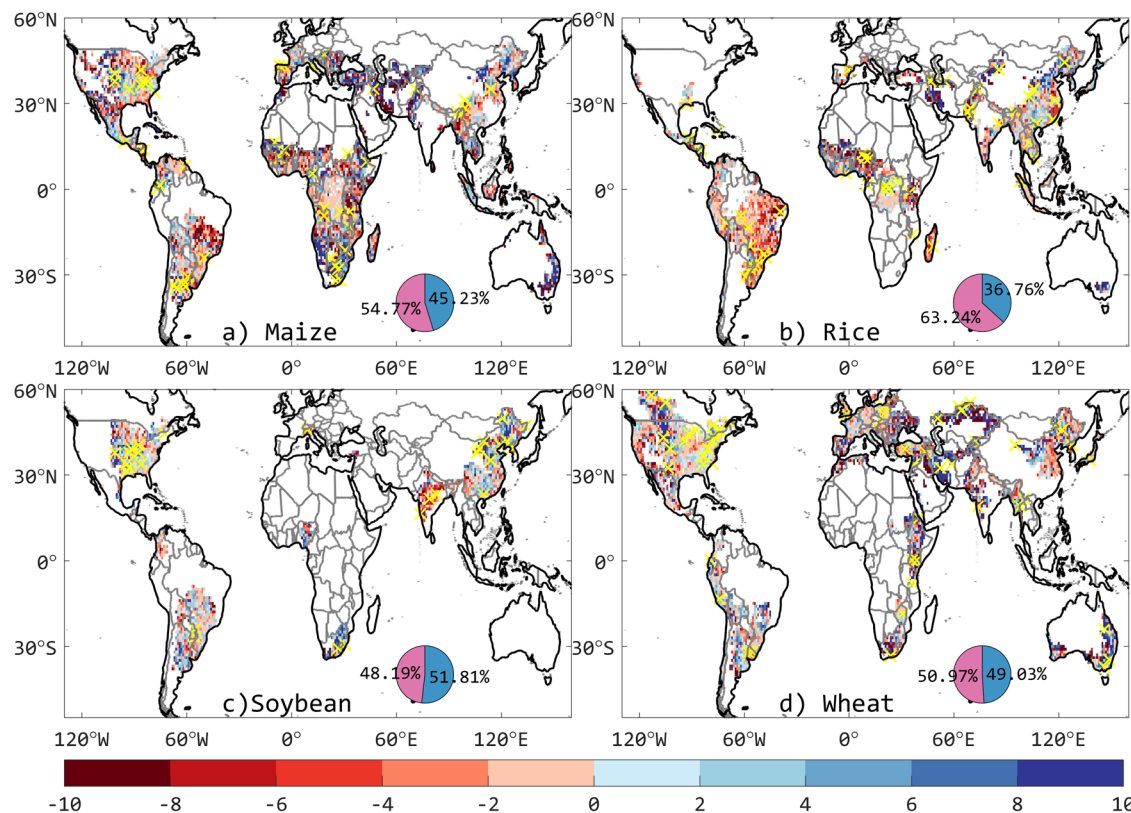 60°N
30°N
0°
30°S
54.77%
45.23%
a) Maize
120°W
60°W
0°
60°E
120°E
60°N
30°N
0°
30°S
36.76%
63.24%
b) Rice
120°W
60°W
0°
60°E
120°E
60°N
30°N
0°
30°S
48.19%
51.81%
c)Soybean
120°W
60°W
0°
60°E
120°E
60°N
30°N
0°
30°S
50.97%
49.03%
d) Wheat
120°W
60°W
0°
60°E
120°E
-10 -8 -6 -4 -2 0 2 4 6 8 10